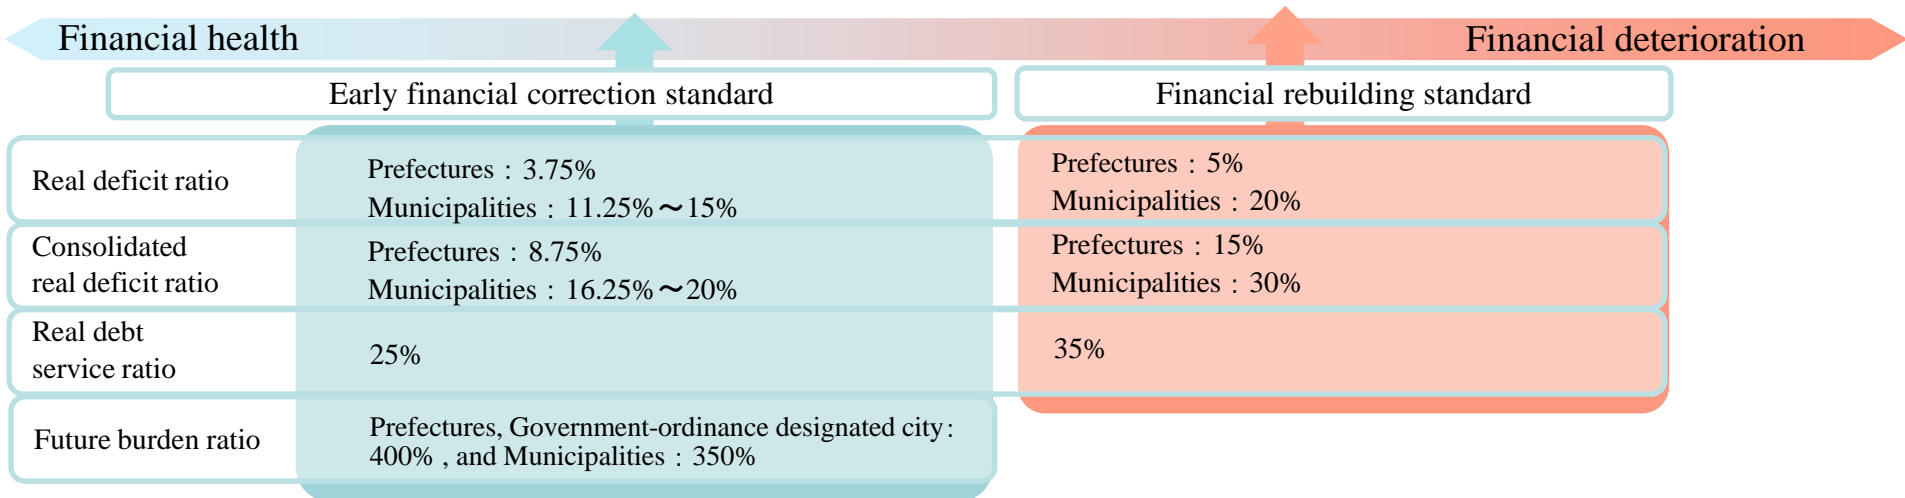 Financial health
Financial deterioration
Early financial correction standard
Financial rebuilding standard
Real deficit ratio
Prefectures：3.75%
Municipalities：11.25%～15%
Prefectures：5%
Municipalities：20%
Consolidated
real deficit ratio
Prefectures：8.75%
Municipalities：16.25%～20%
Prefectures：15%
Municipalities：30%
Real debt
service ratio
25%
35%
Future burden ratio
Prefectures, Government-ordinance designated city：
400% , and Municipalities：350%